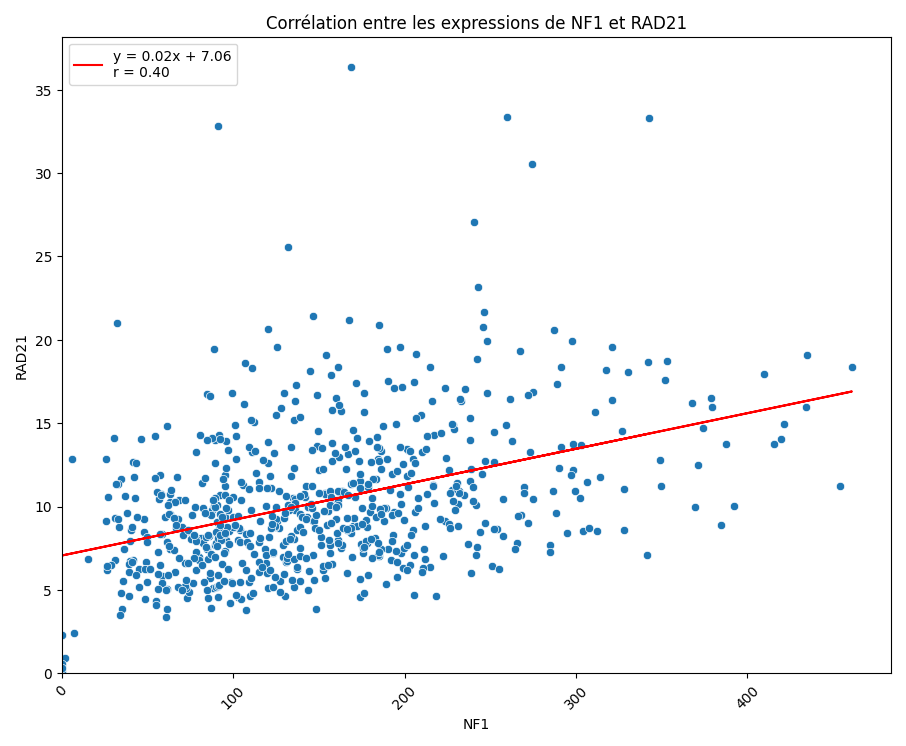 Corrélation entre les expressions de NF1 et RAD21
y = 0.02x + 7.06
r = 0.40
35
30
25
20
15
10
5
0
RAD21
0
100
200
300
400
NF1